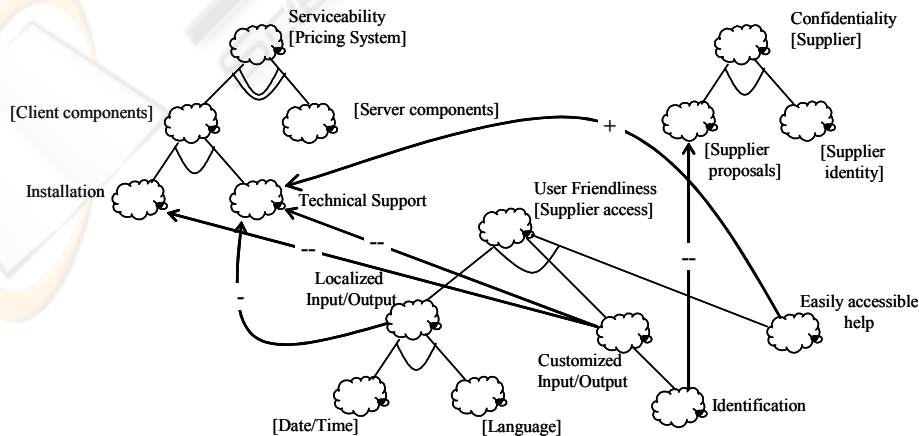 Serviceability
[Pricing System]
Confidentiality
[Supplier]
[Client components]
[Server components]
+
[Supplier
proposals]
[Supplier
identity]
Installation
Technical Support
User Friendliness
[Supplier access]
--
--
--
Localized
Input/Output
-
Easily accessible
help
Customized
Input/Output
[Date/Time]
[Language]
Identification